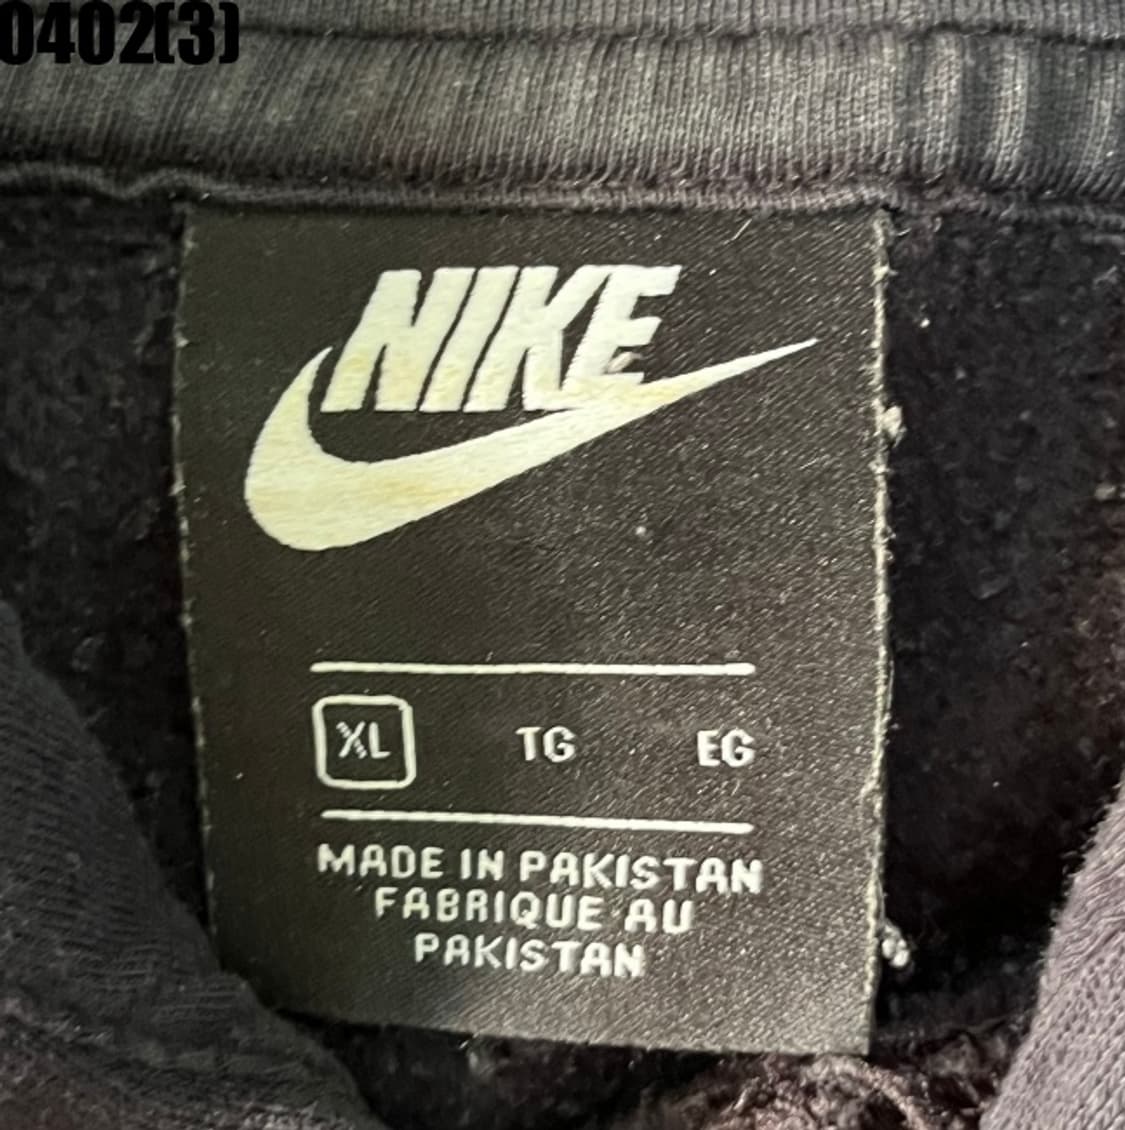 0402(3)
NIKE
XL TG EG
MADE IN PAKISTAN
FABRIQUE AU
PAKISTAN